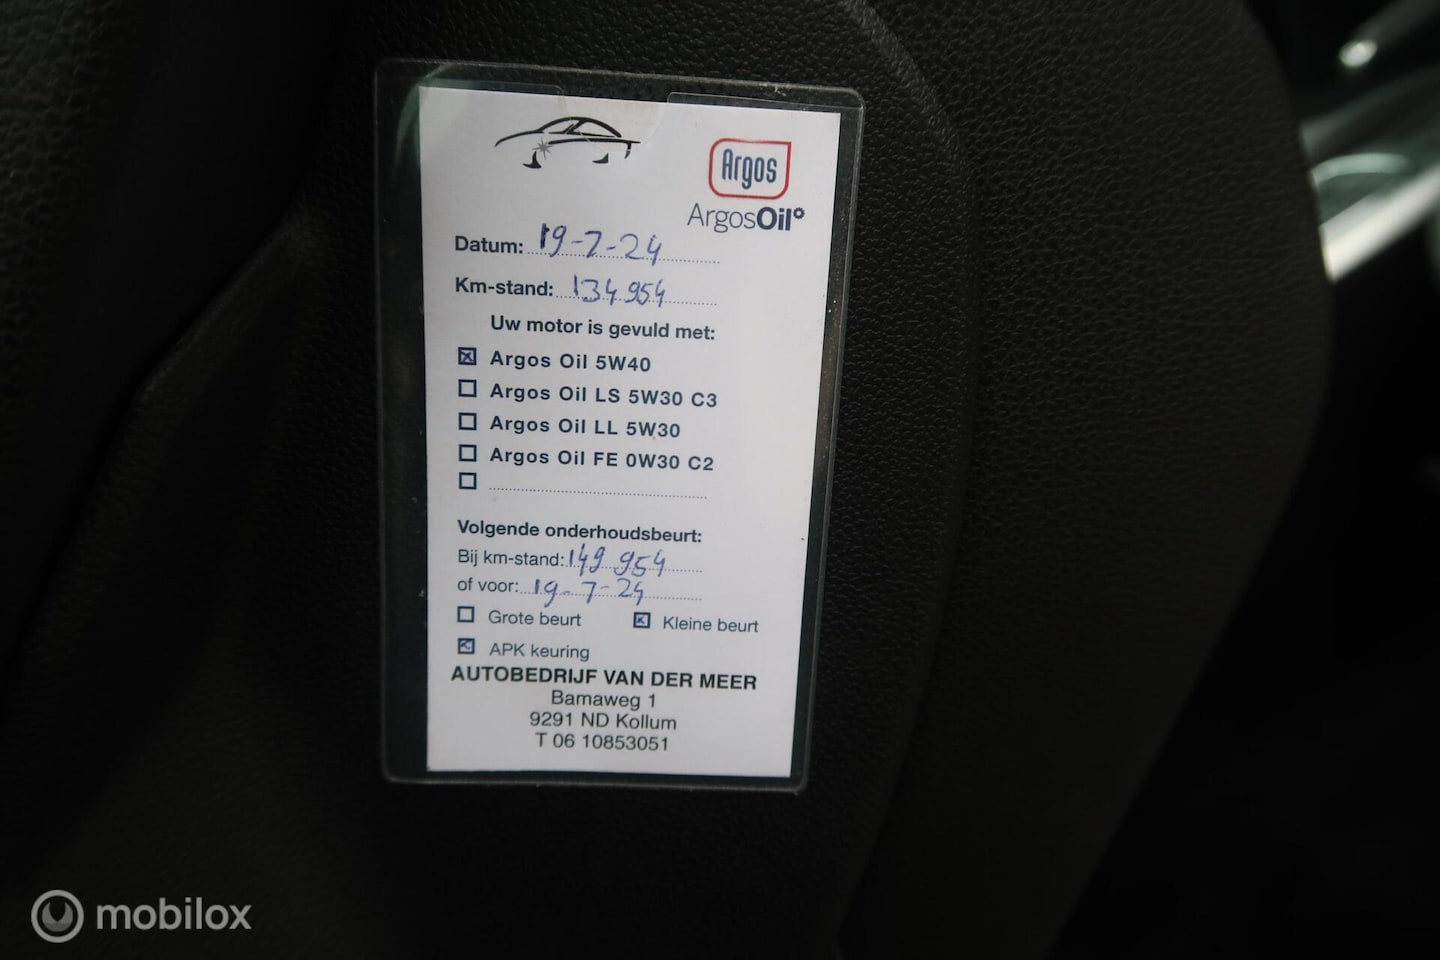 Argos
ArgosOil°
Datum: 19-7-24
Km-stand: 134954
Uw motor is gevuld met:
Argos Oil 5W40
Argos Oil LS 5W30 C3
Argos Oil LL 5W30
Argos Oil FE 0W30 C2
Volgende onderhoudsbeurt:
Bij km-stand: 149 954
of voor: 19-7-24
Grote beurt Kleine beurt
APK keuring
AUTOBEDRIJF VAN DER MEER
Bamaweg 1
9291 ND Kollum
T 06 10853051
mobilox